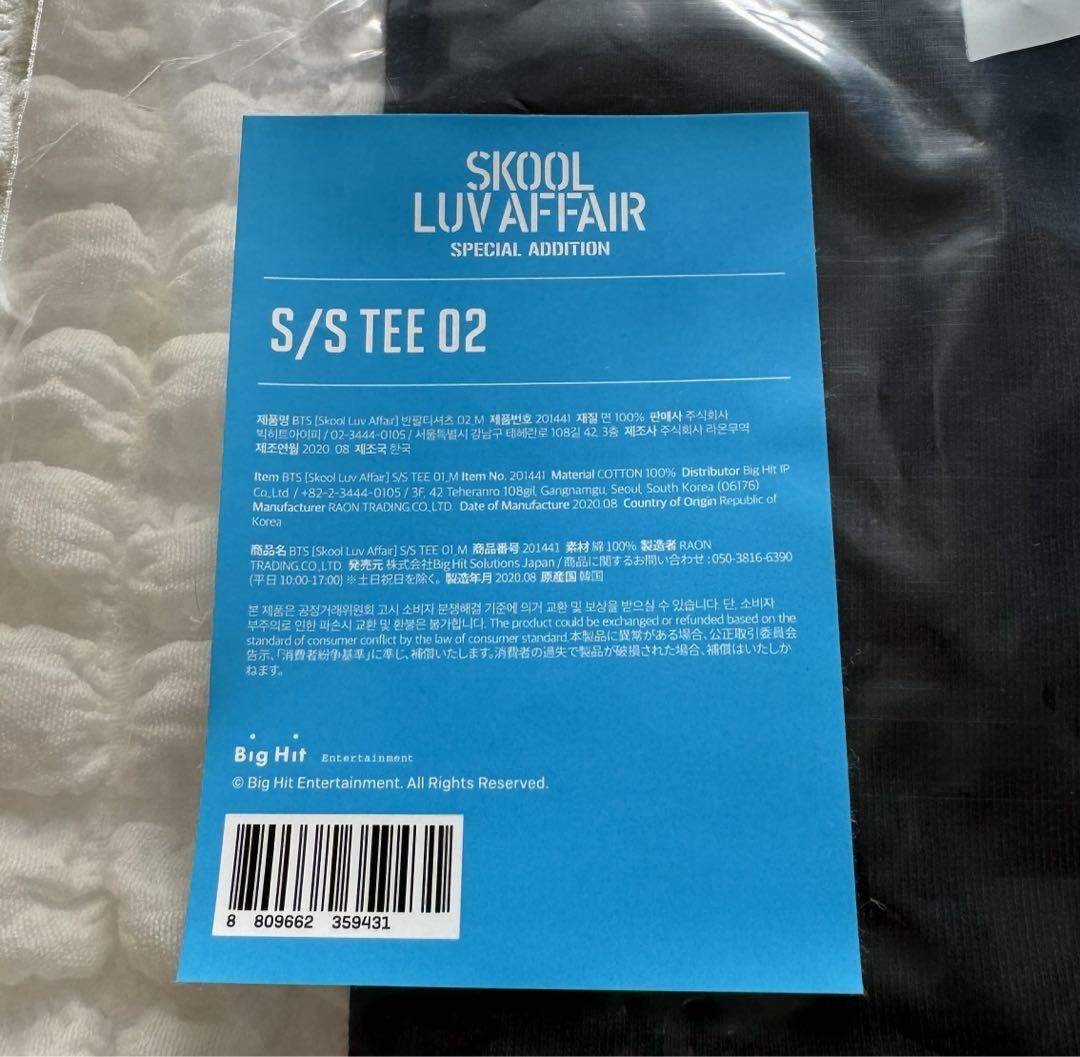 SKOOL
LUV AFFAIR
SPECIAL ADDITION
S/S TEE 02
제품명 BTS [Skool Luv Affair] 반팔티셔츠 02_M 제품번호 201441 재질 면 100% 판매사 주식회사
빅히트아이피 / 02-3444-0105 / 서울특별시 강남구 테헤란로 108길 42, 3층 제조사 주식회사 라온무역
제조연월 2020. 08 제조국 한국
Item BTS [Skool Luv Affair] S/S TEE 01_M Item No. 201441 Material COTTON 100% Distributor Big Hit IP
Co.,Ltd / +82-2-3444-0105 / 3F, 42 Teheranro 108gil, Gangnamgu, Seoul, South Korea (06176)
Manufacturer RAON TRADING.CO.,LTD Date of Manufacture 2020.08 Country of Origin Republic of
Korea
商品名 BTS [Skool Luv Affair] S/S TEE 01_M 商品番号 201441 素材 綿 100% 製造者 RAON
TRADING.CO.,LTD. 発売元 株式会社Big Hit Solutions Japan / 商品に関するお問い合わせ : 050-3816-6390
(平日 10:00-17:00) ※土日祝日を除く。 製造年月 2020.08 原産国 韓国
본 제품은 공정거래위원회 고시 소비자 분쟁해결 기준에 의거 교환 및 보상을 받으실 수 있습니다. 단, 소비자
부주의로 인한 파손시 교환 및 환불은 불가합니다. The product could be exchanged or refunded based on the
standard of consumer conflict by the law of consumer standard.本製品に異常がある場合、公正取引委員会
告示、「消費者紛争基準」に準じ、補償いたします。消費者の過失で製品が破損された場合、補償はいたしか
ねます。
Big Hit Entertainment
© Big Hit Entertainment. All Rights Reserved.
8 809662 359431